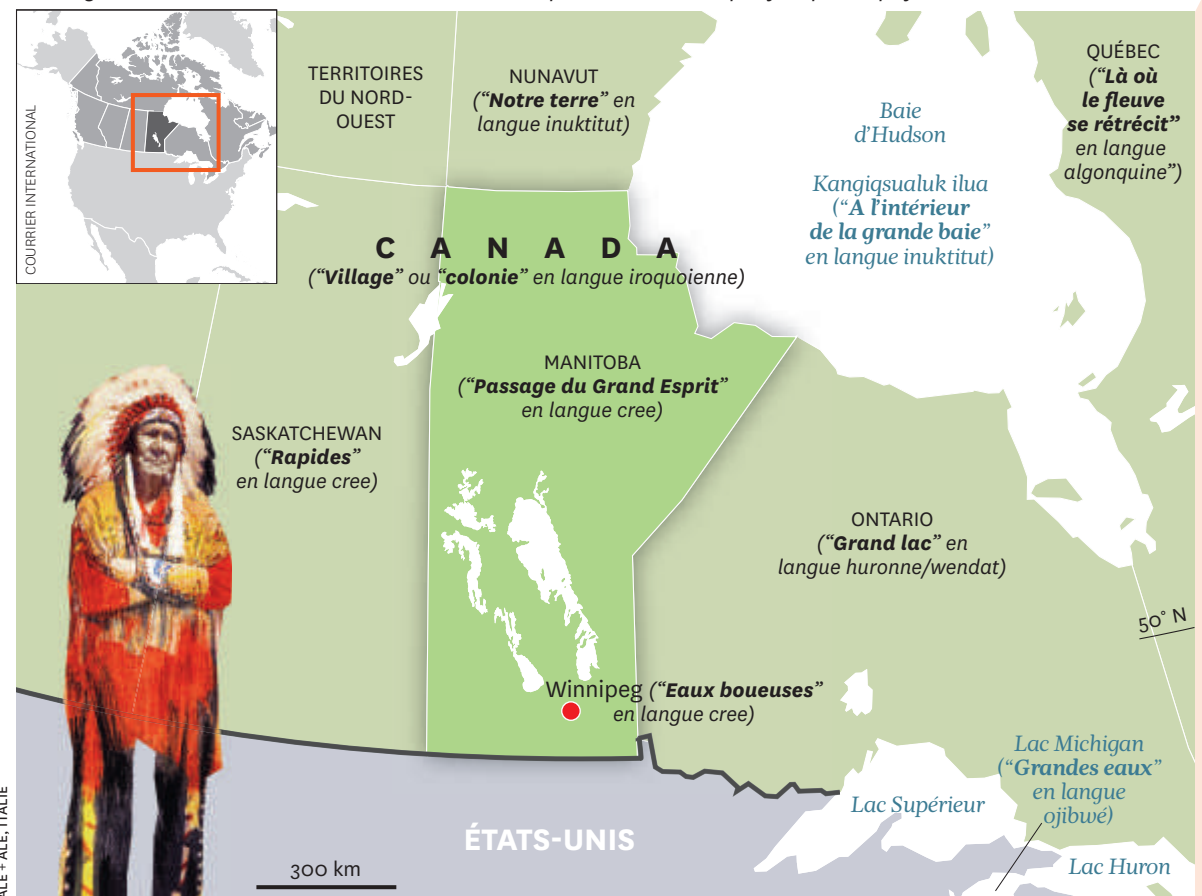 COURRIER INTERNATIONAL
TERRITOIRES
DU NORD-
OUEST
NUNAVUT
(“Notre terre” en
langue inuktitut)
Baie
d’Hudson
Kangiqsualuk ilua
(“A l’intérieur
de la grande baie”
en langue inuktitut)
QUÉBEC
(“Là où
le fleuve
se rétrécit”
en langue
algonquine”)
CANADA
(“Village” ou “colonie” en langue iroquoienne)
MANITOBA
(“Passage du Grand Esprit”
en langue cree)
SASKATCHEWAN
(“Rapides”
en langue cree)
ONTARIO
(“Grand lac” en
langue huronne/wendat)
50° N
Winnipeg (“Eaux boueuses”
en langue cree)
Lac Michigan
(“Grandes eaux”
en langue
ojibwé)
Lac Supérieur
Lac Huron
ÉTATS-UNIS
300 km
ALE + ALE, ITALIE